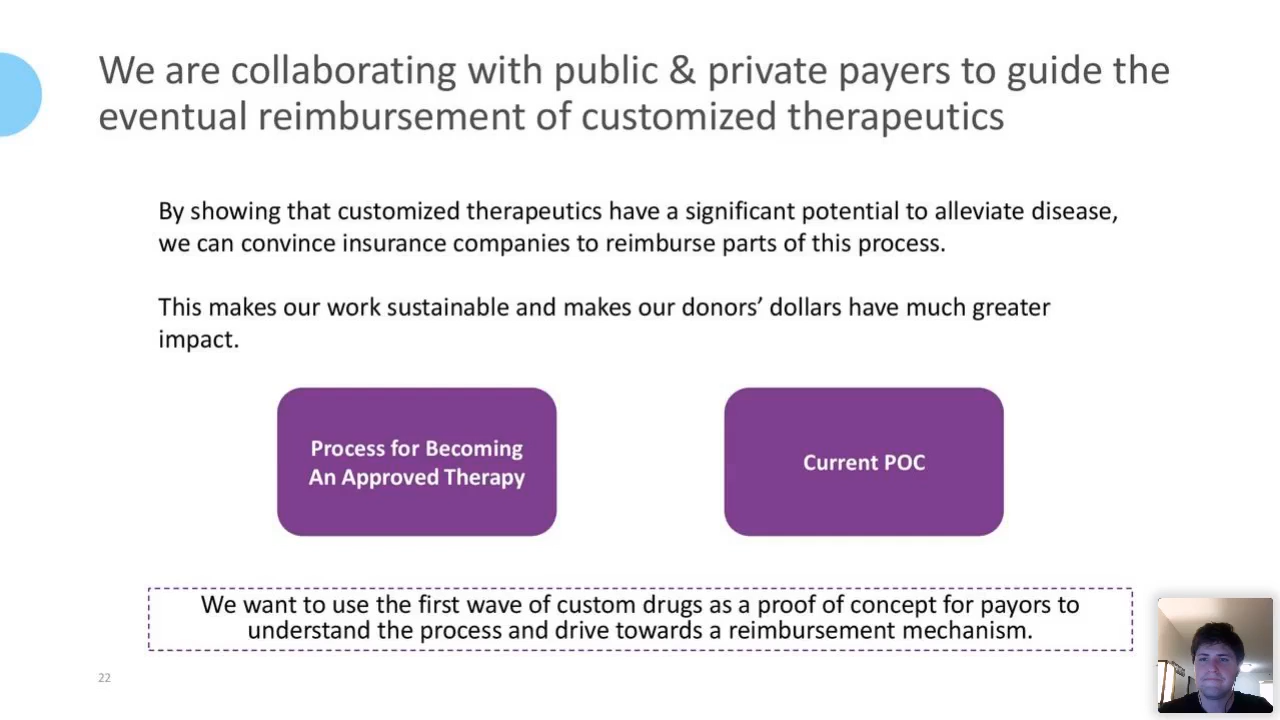 We are collaborating with public & private payers to guide the
eventual reimbursement of customized therapeutics
By showing that customized therapeutics have a significant potential to alleviate disease,
we can convince insurance companies to reimburse parts of this process.
This makes our work sustainable and makes our donors’ dollars have much greater
impact.
Process for Becoming
An Approved Therapy
Current POC
We want to use the first wave of custom drugs as a proof of concept for payors to
understand the process and drive towards a reimbursement mechanism.
22